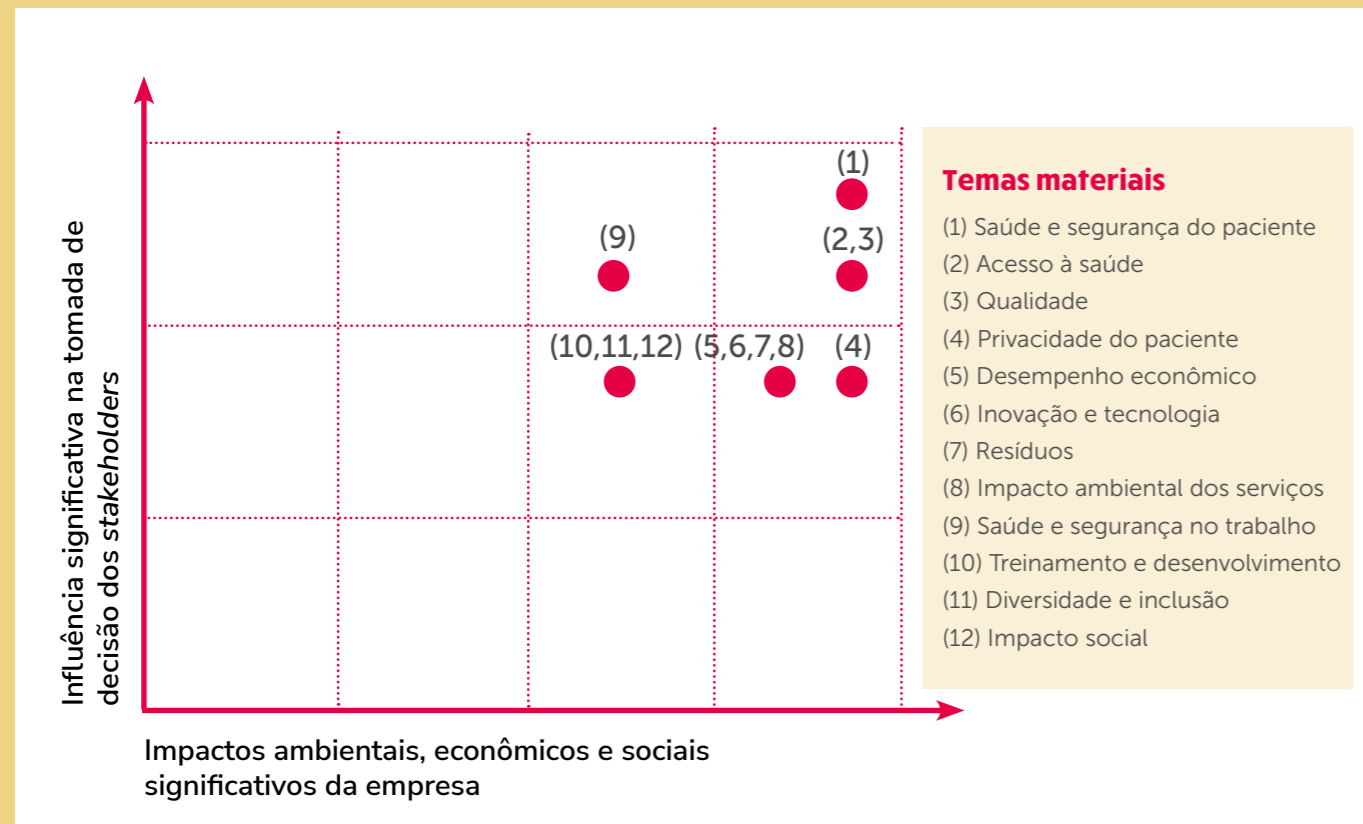 Influência significativa na tomada de
decisão dos stakeholders
(1)
(9)
(2,3)
(10,11,12)
(5,6,7,8)
(4)
Impactos ambientais, econômicos e sociais
significativos da empresa
Temas materiais
(1) Saúde e segurança do paciente
(2) Acesso à saúde
(3) Qualidade
(4) Privacidade do paciente
(5) Desempenho econômico
(6) Inovação e tecnologia
(7) Resíduos
(8) Impacto ambiental dos serviços
(9) Saúde e segurança no trabalho
(10) Treinamento e desenvolvimento
(11) Diversidade e inclusão
(12) Impacto social